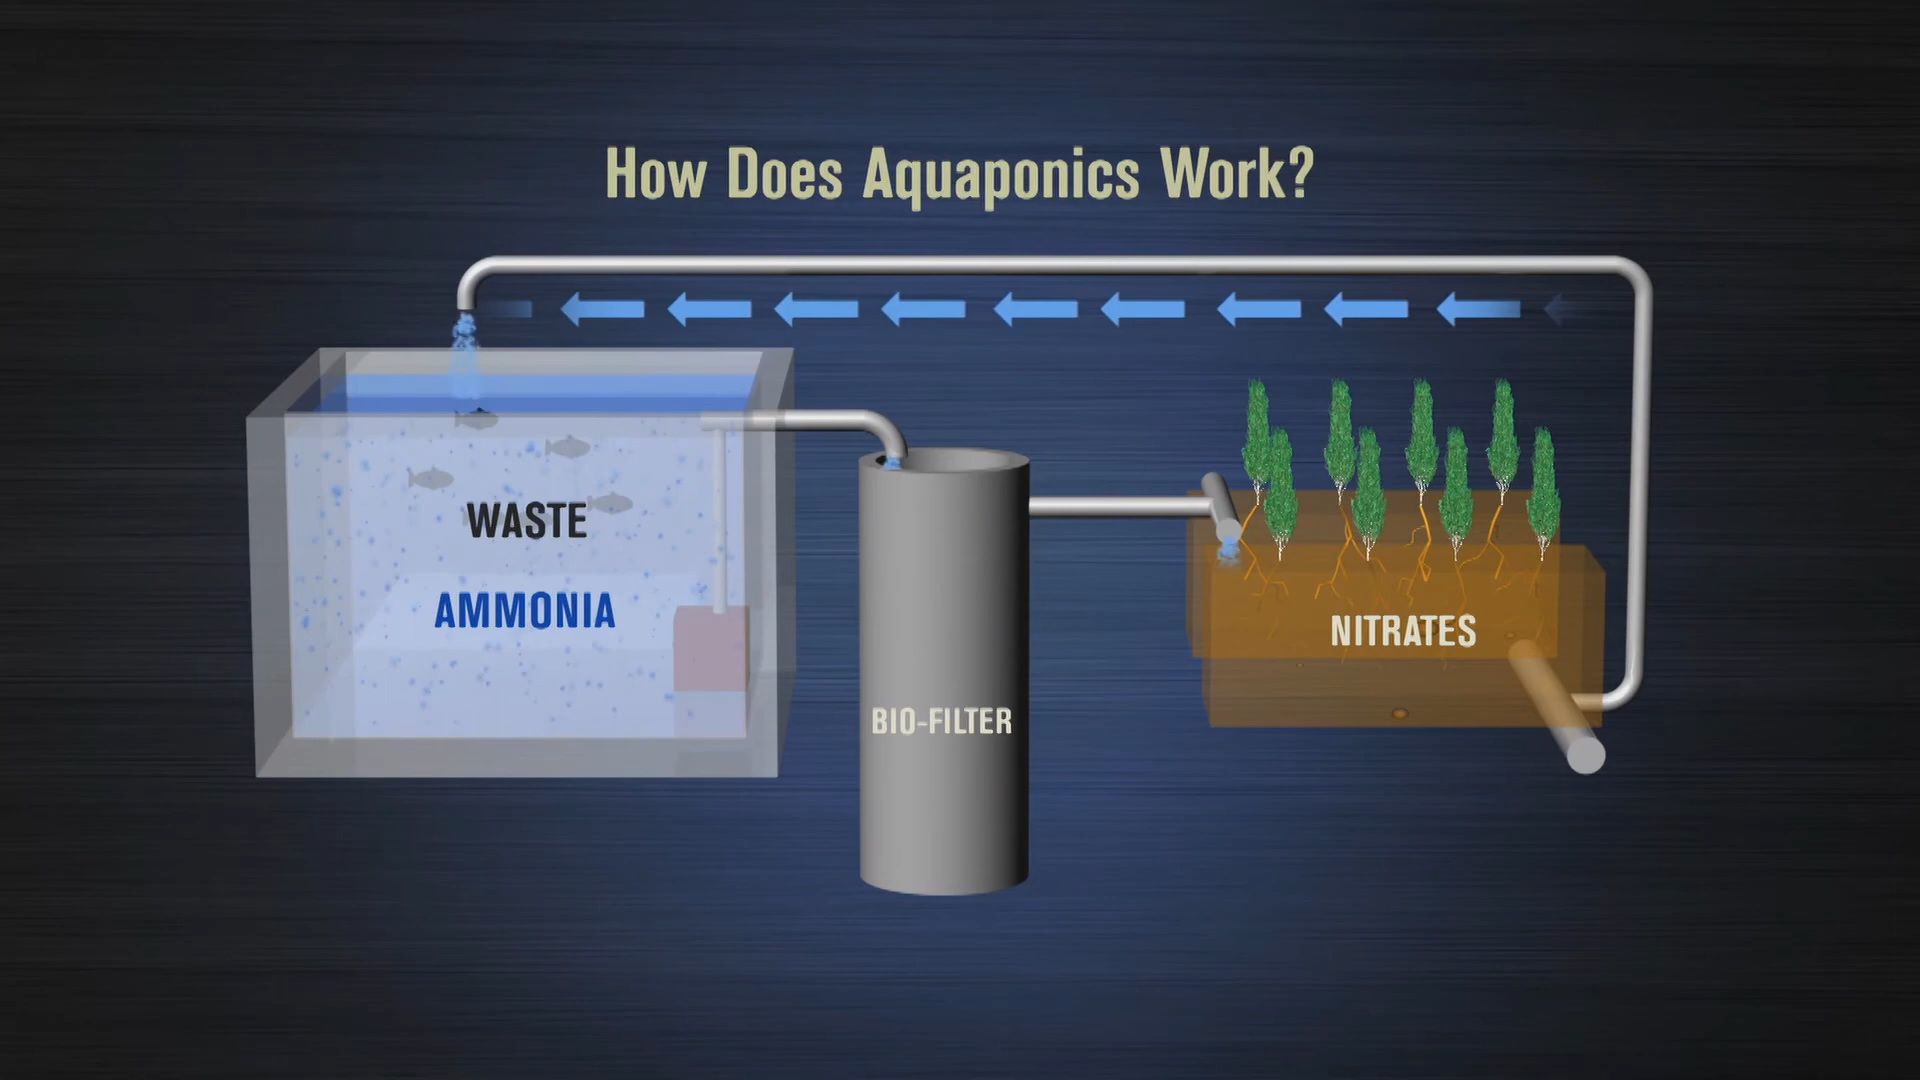 How Does Aquaponics Work?
WASTE
AMMONIA
BIO-FILTER
NITRATES